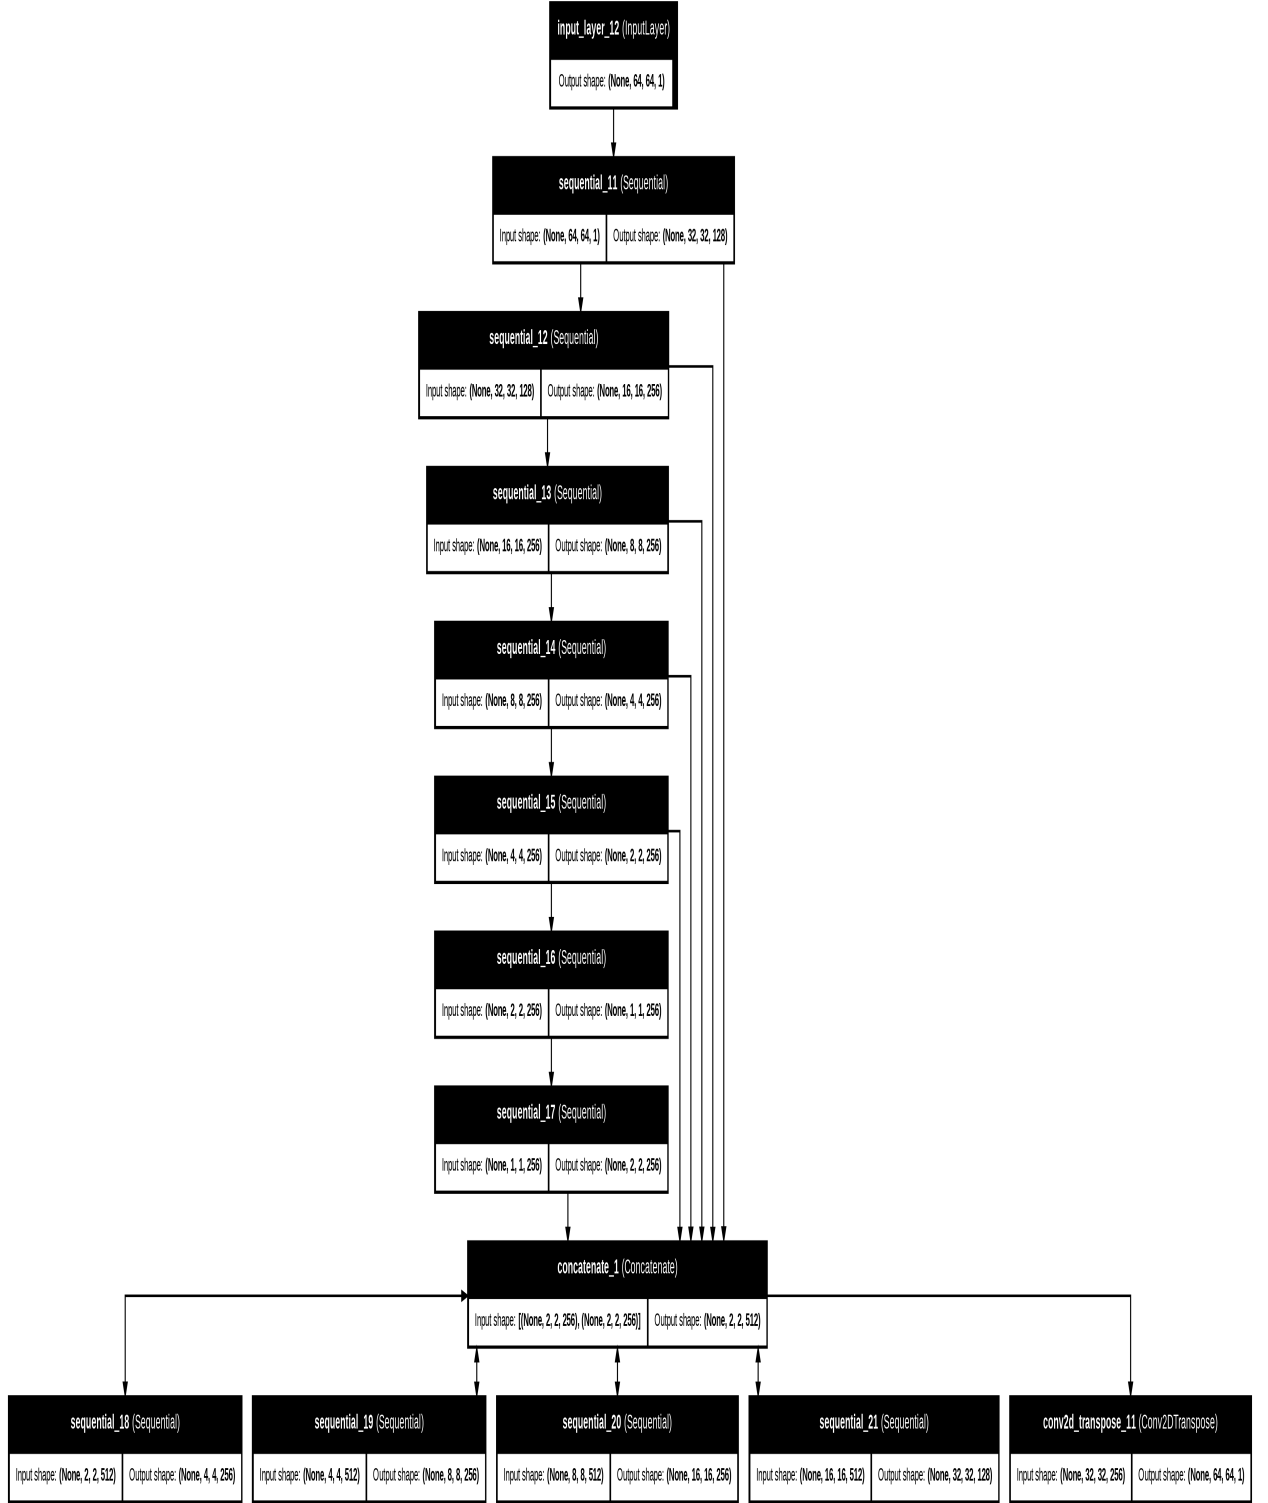 input_layer_12 (InputLayer)
Output shape: (None, 64, 64, 1)
sequential_11 (Sequential)
Input shape: (None, 64, 64, 1) Output shape: (None, 32, 32, 128)
sequential_12 (Sequential)
Input shape: (None, 32, 32, 128) Output shape: (None, 16, 16, 256)
sequential_13 (Sequential)
Input shape: (None, 16, 16, 256) Output shape: (None, 8, 8, 256)
sequential_14 (Sequential)
Input shape: (None, 8, 8, 256) Output shape: (None, 4, 4, 256)
sequential_15 (Sequential)
Input shape: (None, 4, 4, 256) Output shape: (None, 2, 2, 256)
sequential_16 (Sequential)
Input shape: (None, 2, 2, 256) Output shape: (None, 1, 1, 256)
sequential_17 (Sequential)
Input shape: (None, 1, 1, 256) Output shape: (None, 2, 2, 256)
concatenate_1 (Concatenate)
Input shape: [(None, 2, 2, 256), (None, 2, 2, 256)] Output shape: (None, 2, 2, 512)
sequential_18 (Sequential) sequential_19 (Sequential) sequential_20 (Sequential) sequential_21 (Sequential) conv2d_transpose_11 (Conv2DTranspose)
Input shape: (None, 2, 2, 512) Output shape: (None, 4, 4, 256) Input shape: (None, 4, 4, 512) Output shape: (None, 8, 8, 256) Input shape: (None, 8, 8, 512) Output shape: (None, 16, 16, 256) Input shape: (None, 16, 16, 512) Output shape: (None, 32, 32, 128) Input shape: (None, 32, 32, 256) Output shape: (None, 64, 64, 1)